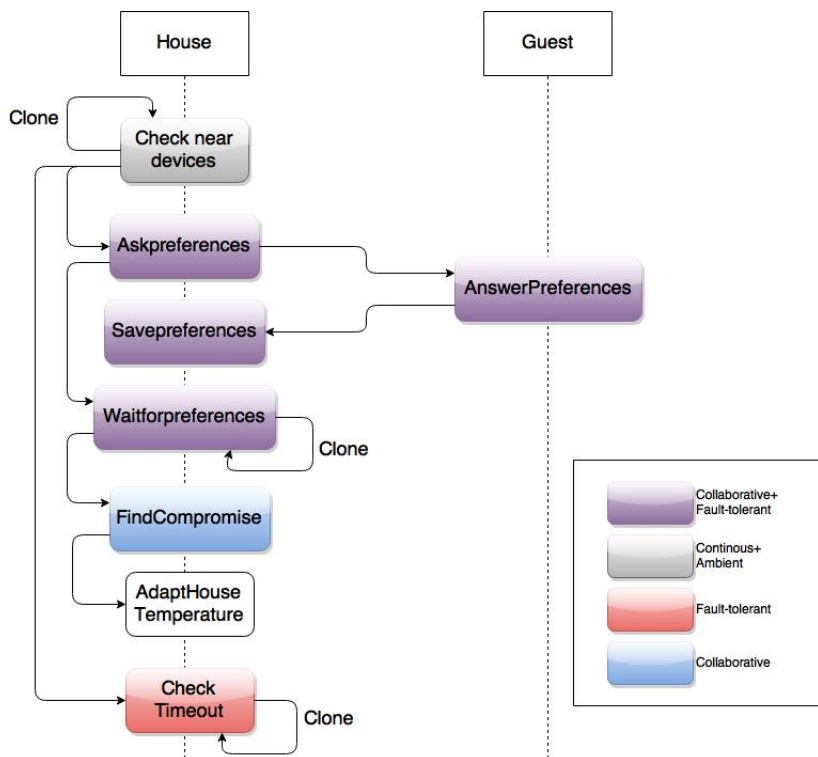 House
Guest
Clone
Check near
devices
Askpreferences
AnswerPreferences
Savepreferences
Waitforpreferences
Clone
FindCompromise
AdaptHouse
Temperature
Check
Timeout
Clone
Collaborative+
Fault-tolerant
Continous+
Ambient
Fault-tolerant
Collaborative